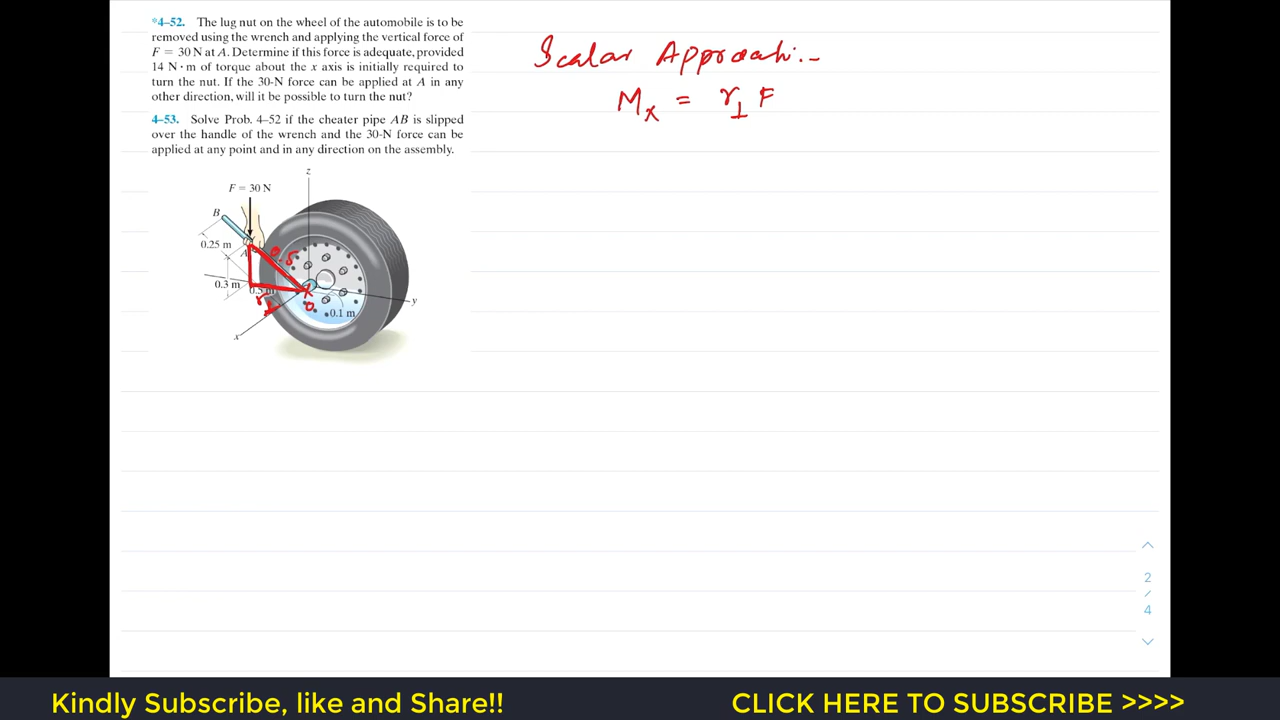 *4–52. The lug nut on the wheel of the automobile is to be
removed using the wrench and applying the vertical force of
F = 30 N at A. Determine if this force is adequate, provided
14 N · m of torque about the x axis is initially required to
turn the nut. If the 30-N force can be applied at A in any
other direction, will it be possible to turn the nut?
4–53. Solve Prob. 4–52 if the cheater pipe AB is slipped
over the handle of the wrench and the 30-N force can be
applied at any point and in any direction on the assembly.
Scalar Approach:-
Mx = r⊥ F
z
F = 30 N
B
0.25 m
A
0.5
0.3 m
r⊥
0.1 m
y
x
2
/
4
Kindly Subscribe, like and Share!!
CLICK HERE TO SUBSCRIBE >>>>